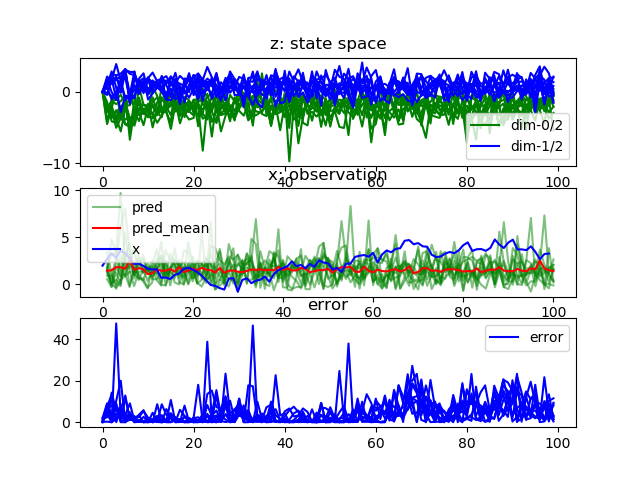 z: state space
0
−10
dim-0/2
dim-1/2
0 20 40 60 80 100
x: observation
10
5
0
pred
pred_mean
x
0 20 40 60 80 100
error
40
20
0
error
0 20 40 60 80 100